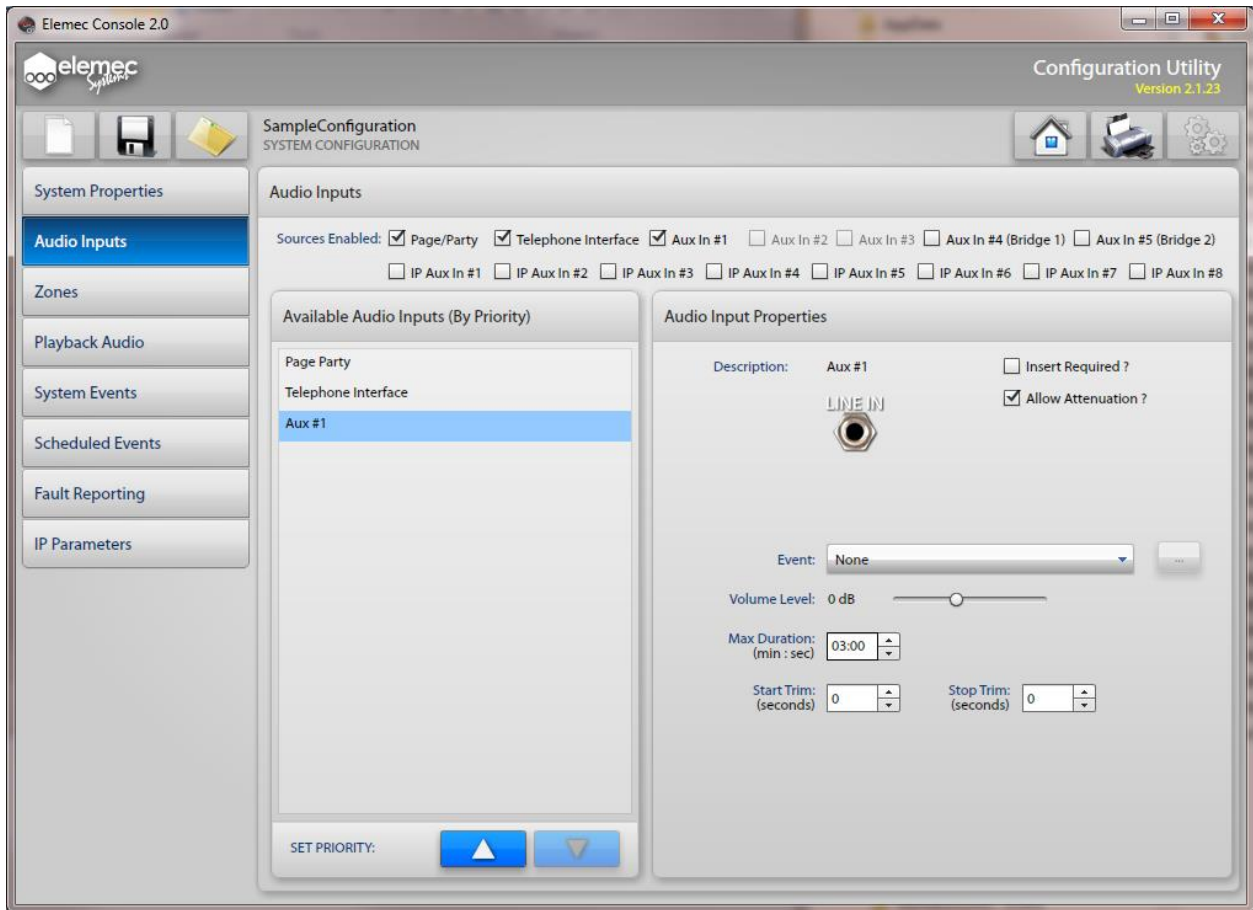 Elemec Console 2.0
elemec Systems
Configuration Utility
Version 2.1.23
SampleConfiguration
SYSTEM CONFIGURATION
System Properties
Audio Inputs
Zones
Playback Audio
System Events
Scheduled Events
Fault Reporting
IP Parameters
Audio Inputs
Sources Enabled: Page/Party Telephone Interface Aux In #1 Aux In #2 Aux In #3 Aux In #4 (Bridge 1) Aux In #5 (Bridge 2)
IP Aux In #1 IP Aux In #2 IP Aux In #3 IP Aux In #4 IP Aux In #5 IP Aux In #6 IP Aux In #7 IP Aux In #8
Available Audio Inputs (By Priority)
Page Party
Telephone Interface
Aux #1
SET PRIORITY:
Audio Input Properties
Description: Aux #1 Insert Required ?
LINE IN Allow Attenuation ?
Event: None ...
Volume Level: 0 dB
Max Duration: 03:00
(min : sec)
Start Trim: 0 Stop Trim: 0
(seconds) (seconds)